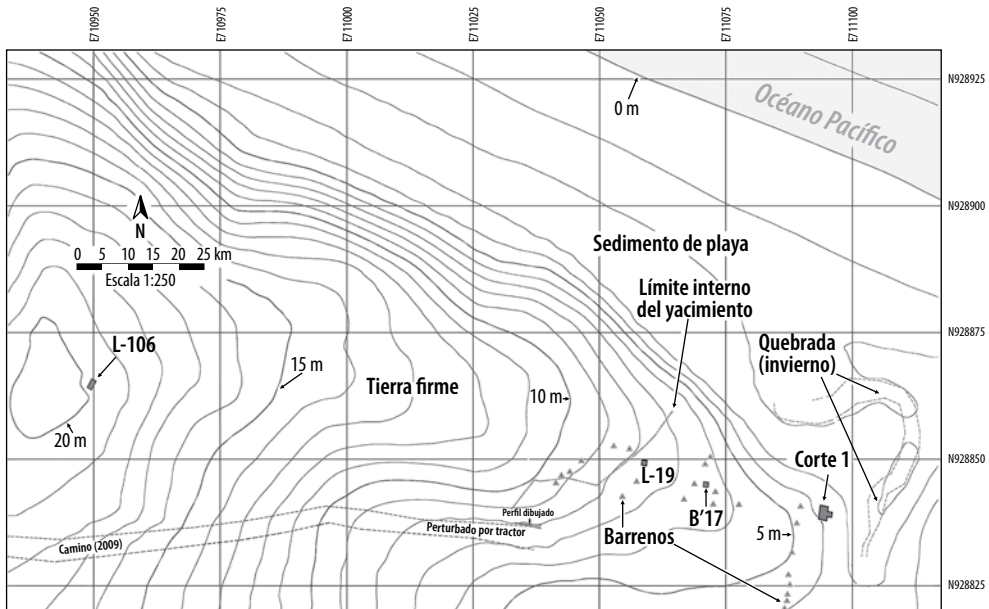 E710950
E710975
E711000
E711025
E711050
E711075
E711100
N928925
0 m
Océano Pacífico
N928900
N
0 5 10 15 20 25 km
Escala 1:250
Sedimento de playa
Límite interno
del yacimiento
N928875
Quebrada
(invierno)
L-106
15 m
Tierra firme
10 m
20 m
N928850
L-19
Corte 1
B'17
Perfil dibujado
Perturbado por tractor
Barrenos
5 m
Camino (2009)
N928825